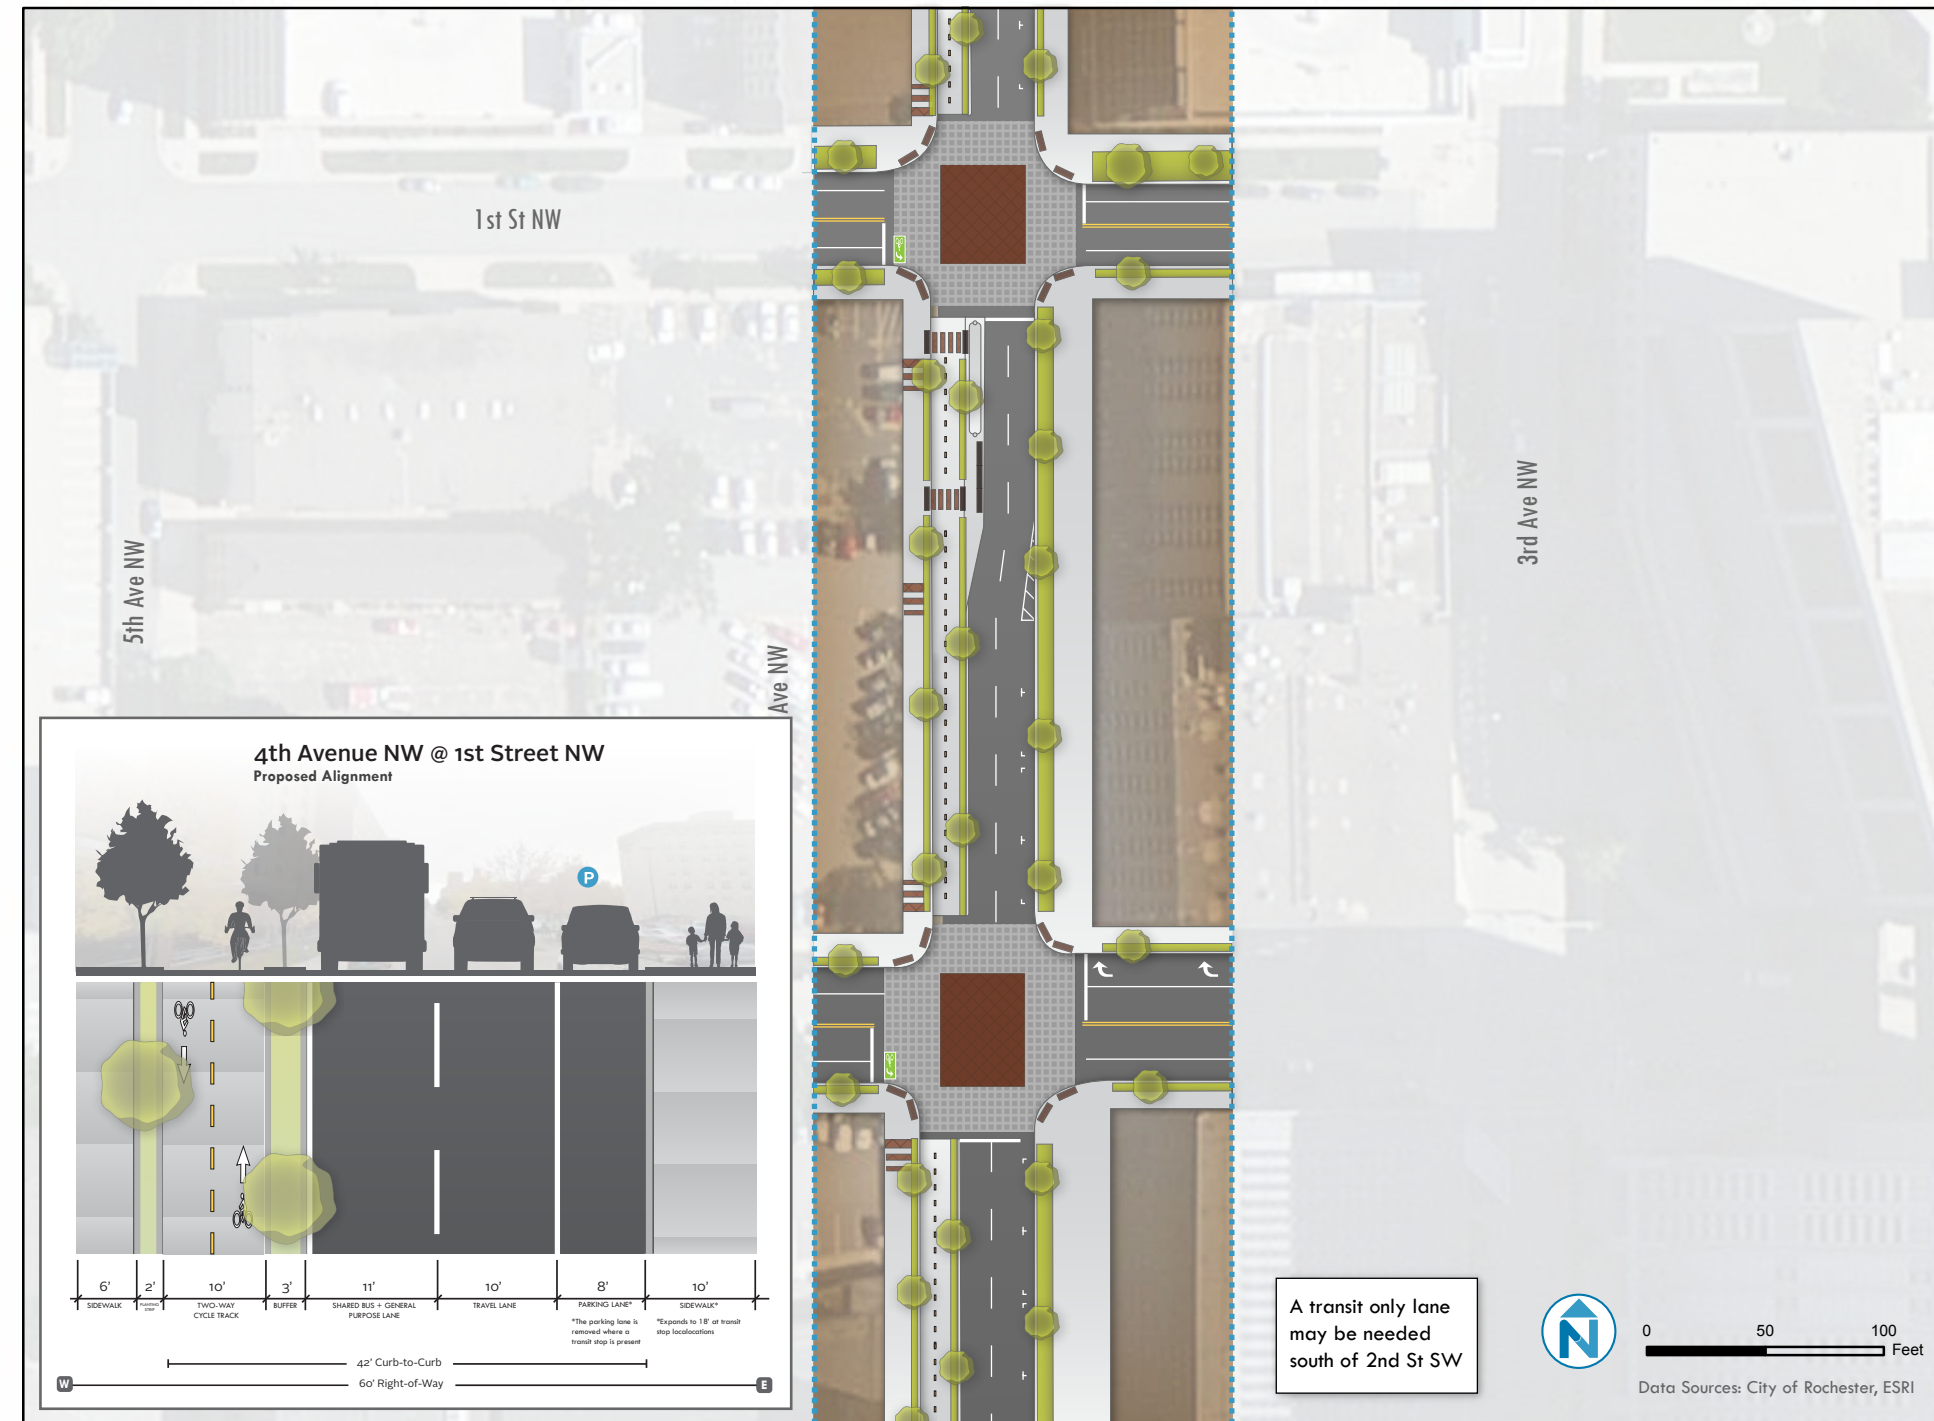 1st St NW
5th Ave NW
Ave NW
3rd Ave NW
4th Avenue NW @ 1st Street NW
Proposed Alignment
P
6'
2'
10'
3'
11'
10'
8'
10'
SIDEWALK
PLANTING
STRIP
TWO-WAY
CYCLE TRACK
BUFFER
SHARED BUS + GENERAL
PURPOSE LANE
TRAVEL LANE
PARKING LANE*
SIDEWALK*
*The parking lane is
removed where a
transit stop is present
*Expands to 18' at transit
stop localocations
42' Curb-to-Curb
W
60' Right-of-Way
E
A transit only lane
may be needed
south of 2nd St SW
N
0
50
100
Feet
Data Sources: City of Rochester, ESRI